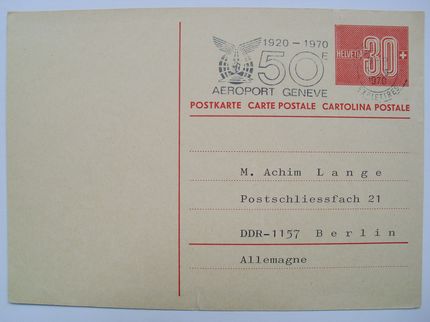 1920 - 1970
50E
AEROPORT GENEVE
HELVETIA 30+
1970
POSTKARTE CARTE POSTALE CARTOLINA POSTALE
M. Achim Lange
Postschliessfach 21
DDR-1157 Berlin
Allemagne